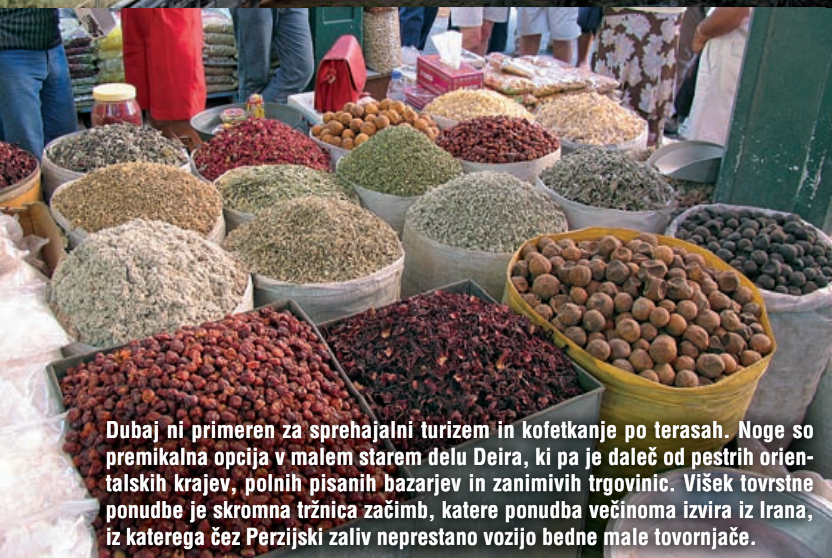 Dubaj ni primeren za sprehajalni turizem in kofetkanje po terasah. Noge so
premikalna opcija v malem starem delu Deira, ki pa je daleč od pestrih orien-
talskih krajev, polnih pisanih bazarjev in zanimivih trgovinic. Višek tovrstne
ponudbe je skromna tržnica začimb, katere ponudba večinoma izvira iz Irana,
iz katerega čez Perzijski zaliv neprestano vozijo bedne male tovornjače.